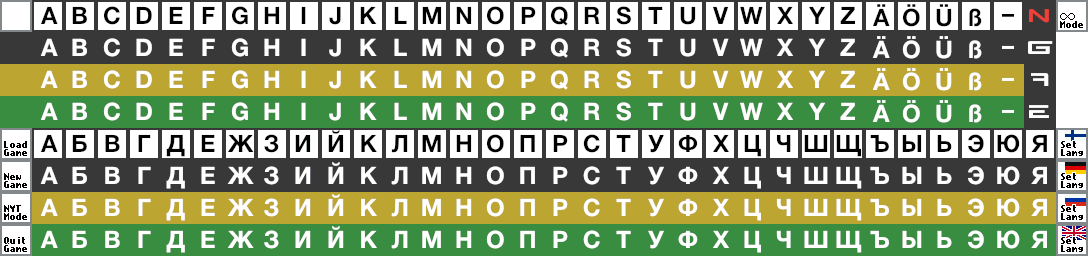 A B C D E F G H I J K L M N O P Q R S T U V W X Y Z Ä Ö Ü ß - N ∞ Mode
A B C D E F G H I J K L M N O P Q R S T U V W X Y Z Ä Ö Ü ß - G
A B C D E F G H I J K L M N O P Q R S T U V W X Y Z Ä Ö Ü ß -
A B C D E F G H I J K L M N O P Q R S T U V W X Y Z Ä Ö Ü ß - E
Load Game А Б В Г Д Е Ж З И Й К Л М Н О П Р С Т У Ф Х Ц Ч Ш Щ Ъ Ы Ь Э Ю Я Set Lang
New Game А Б В Г Д Е Ж З И Й К Л М Н О П Р С Т У Ф Х Ц Ч Ш Щ Ъ Ы Ь Э Ю Я Set Lang
NYT Mode А Б В Г Д Е Ж З И Й К Л М Н О П Р С Т У Ф Х Ц Ч Ш Щ Ъ Ы Ь Э Ю Я Set Lang
Quit Game А Б В Г Д Е Ж З И Й К Л М Н О П Р С Т У Ф Х Ц Ч Ш Щ Ъ Ы Ь Э Ю Я Set Lang